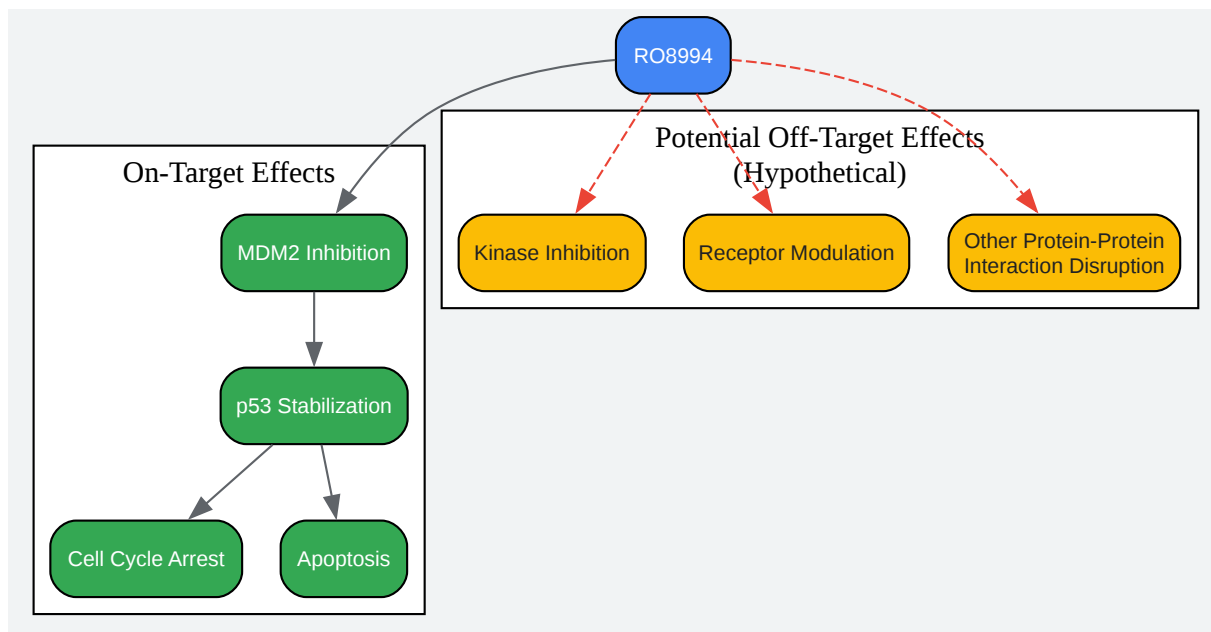 RO8994
Potential Off-Target Effects
(Hypothetical)
On-Target Effects
MDM2 Inhibition
Kinase Inhibition
Receptor Modulation
Other Protein-Protein
Interaction Disruption
p53 Stabilization
Cell Cycle Arrest
Apoptosis